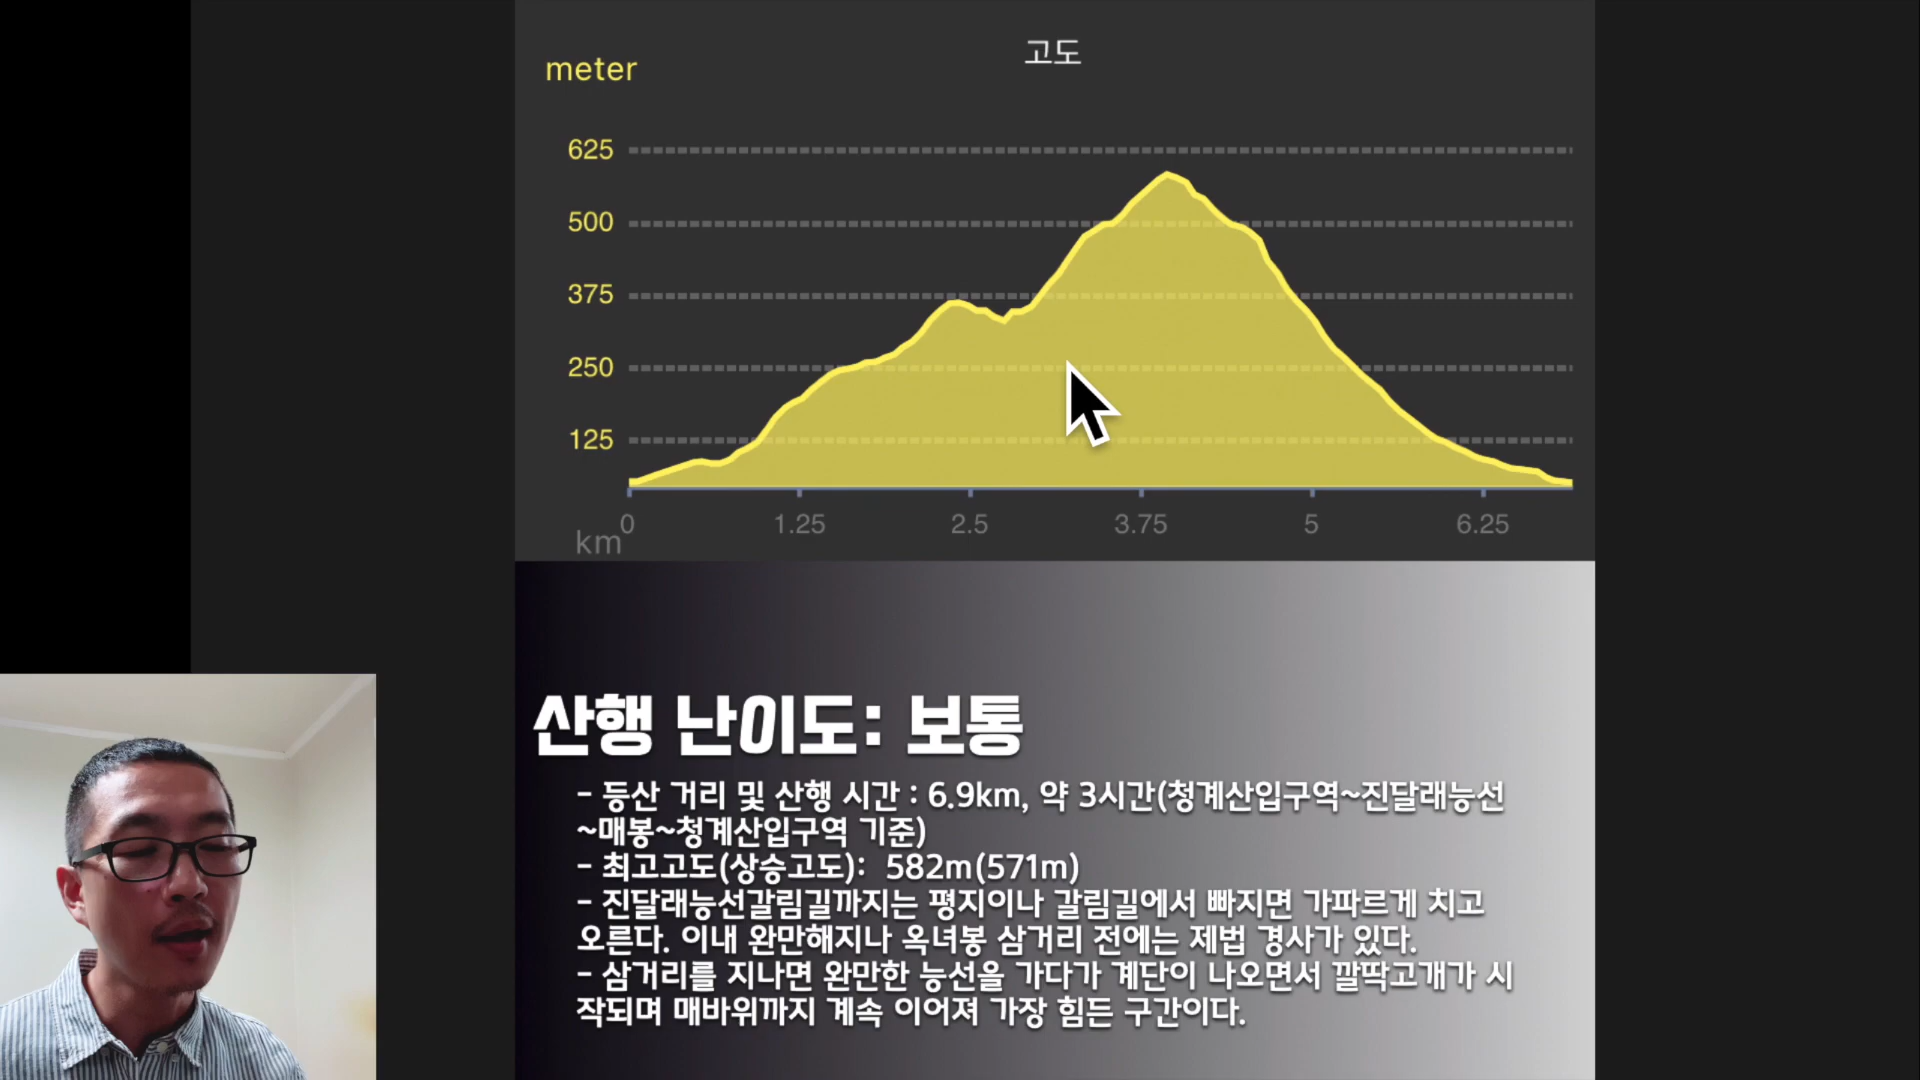 고도
meter
625
500
375
250
125
0 1.25 2.5 3.75 5 6.25
km
산행 난이도: 보통
- 등산 거리 및 산행 시간 : 6.9km, 약 3시간(청계산입구역~진달래능선
~매봉~청계산입구역 기준)
- 최고고도(상승고도): 582m(571m)
- 진달래능선갈림길까지는 평지이나 갈림길에서 빠지면 가파르게 치고
오른다. 이내 완만해지나 옥녀봉 삼거리 전에는 제법 경사가 있다.
- 삼거리를 지나면 완만한 능선을 가다가 계단이 나오면서 깔딱고개가 시
작되며 매바위까지 계속 이어져 가장 힘든 구간이다.